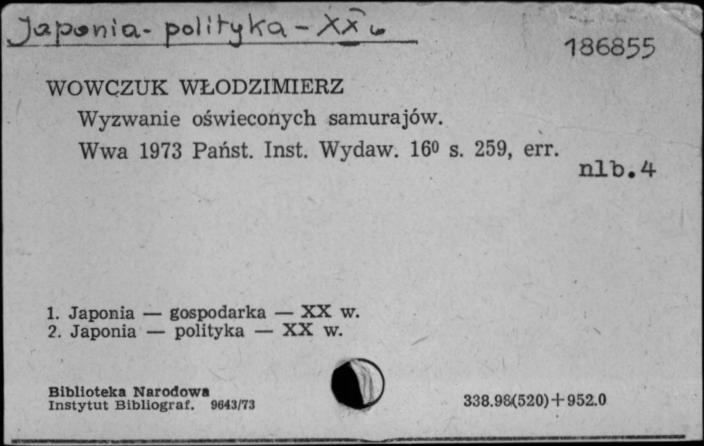 Japonia - polityka - XX w
186855
WOWCZUK WŁODZIMIERZ
Wyzwanie oświeconych samurajów.
Wwa 1973 Państ. Inst. Wydaw. 16⁰ s. 259, err.
nlb.4
1. Japonia — gospodarka — XX w.
2. Japonia — polityka — XX w.
Biblioteka Narodowa
Instytut Bibliograf. 9643/73
338.98(520)+952.0